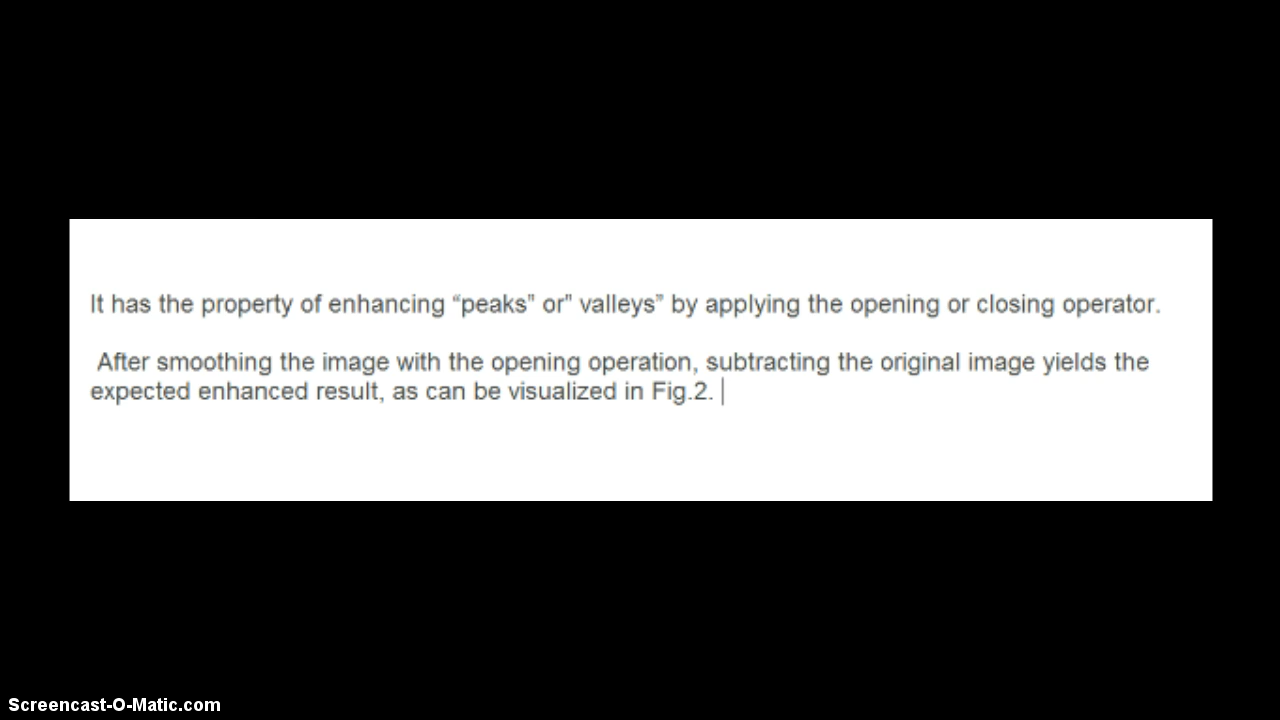 It has the property of enhancing “peaks” or” valleys” by applying the opening or closing operator.
After smoothing the image with the opening operation, subtracting the original image yields the
expected enhanced result, as can be visualized in Fig.2.
Screencast-O-Matic.com